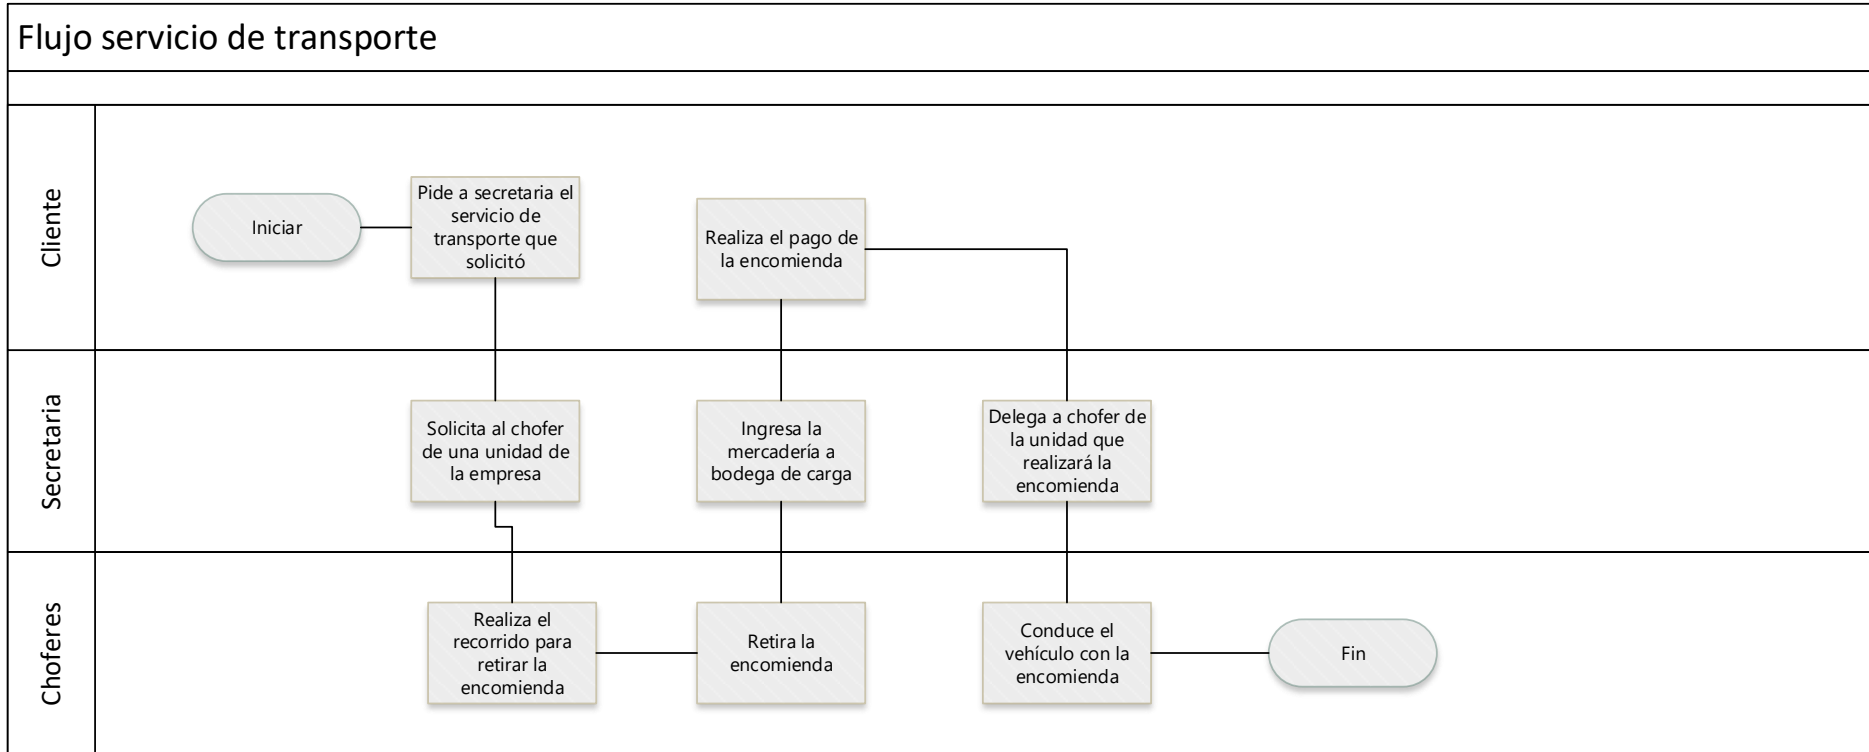 Flujo servicio de transporte
Cliente
Iniciar
Pide a secretaria el
servicio de
transporte que
solicitó
Realiza el pago de
la encomienda
Secretaria
Solicita al chofer
de una unidad de
la empresa
Ingresa la
mercadería a
bodega de carga
Delega a chofer de
la unidad que
realizará la
encomienda
Choferes
Realiza el
recorrido para
retirar la
encomienda
Retira la
encomienda
Conduce el
vehículo con la
encomienda
Fin